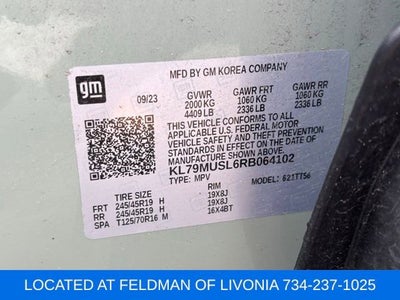 gm
MFD BY GM KOREA COMPANY
09/23 GVWR GAWR FRT GAWR RR
2000 KG 1060 KG 1060 KG
4409 LB 2336 LB 2336 LB
THIS VEHICLE CONFORMS TO ALL
APPLICABLE U.S. FEDERAL MOTOR
VEHICLE SAFETY AND THEFT PREVENTION
STANDARDS IN EFFECT ON THE DATE OF
MANUFACTURE SHOWN ABOVE.
KL79MUSL6RB064102
TYPE: MPV MODEL: 621TT56
TIRE SIZE RIM
FRT 245/45R19 H 19X8J
RR 245/45R19 H 19X8J
SPA T125/70R16 M 16X4BT
LOCATED AT FELDMAN OF LIVONIA 734-237-1025